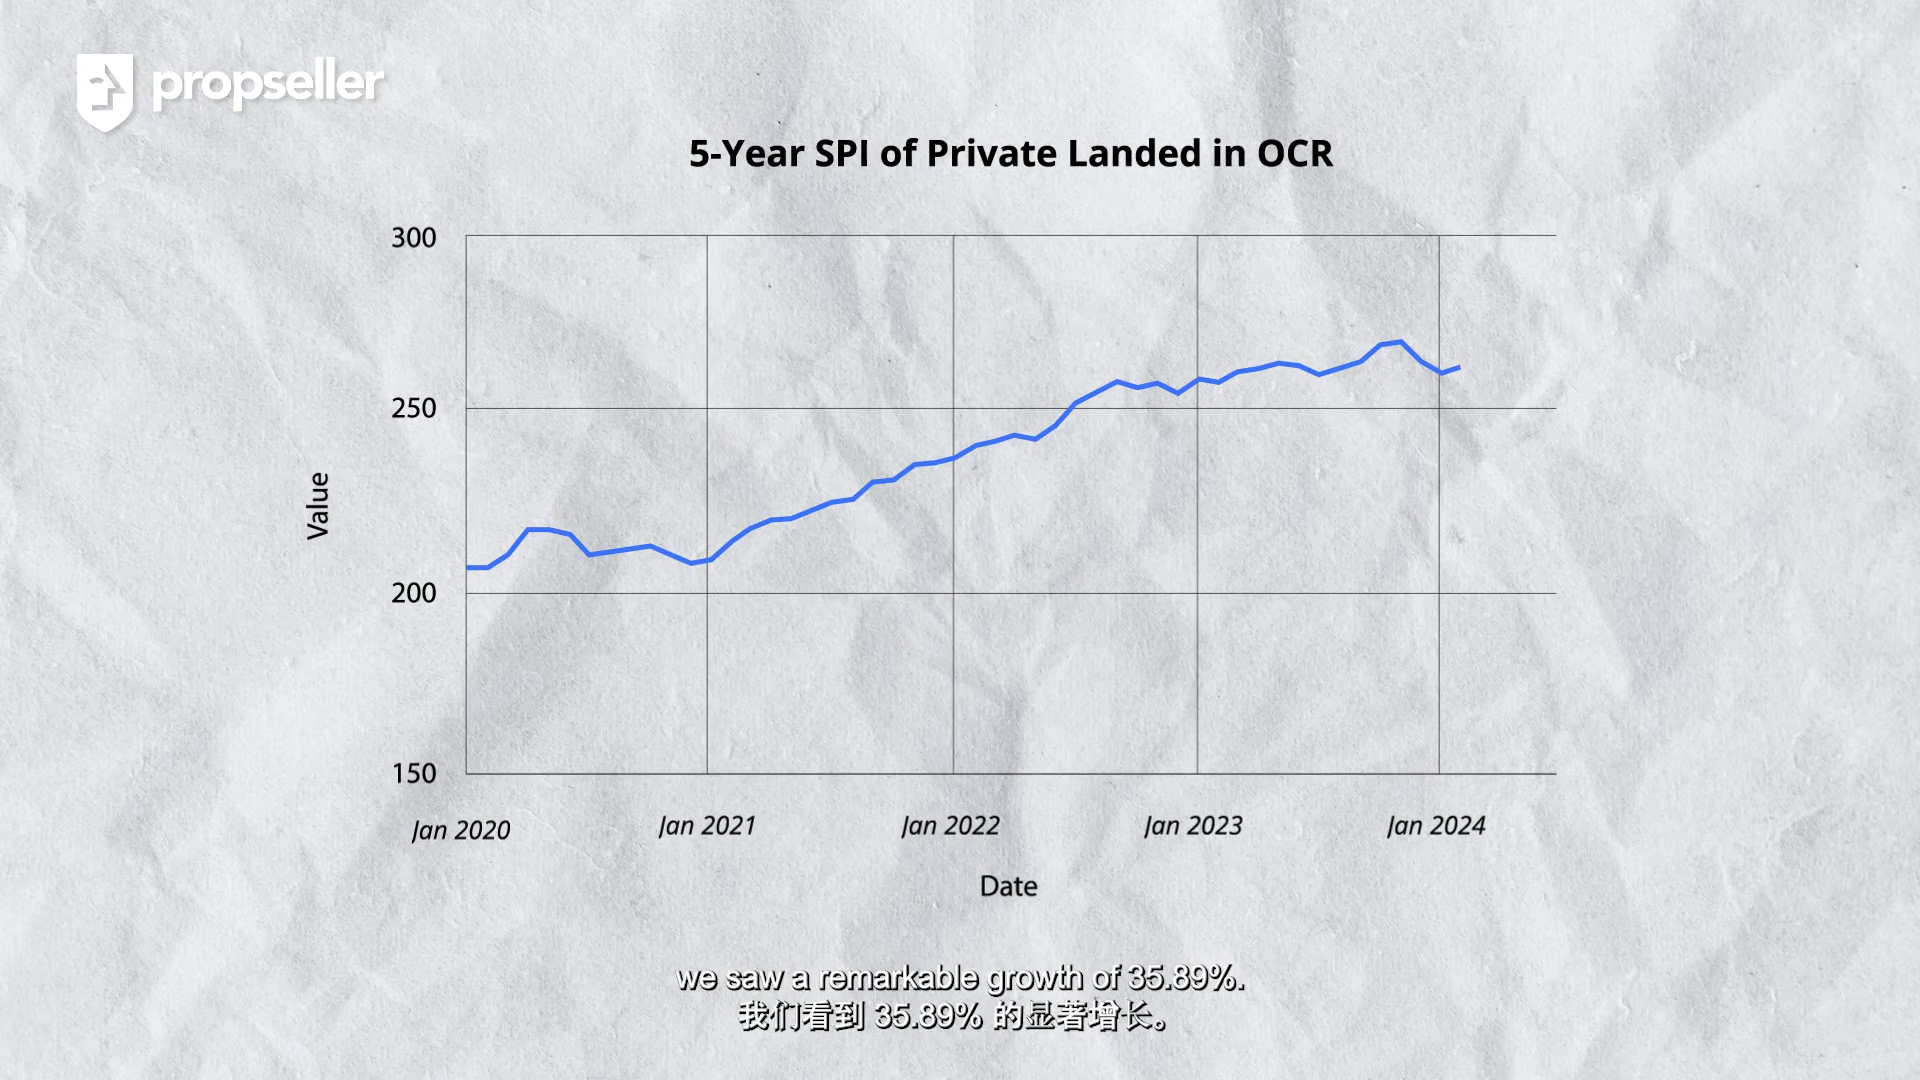 propseller
5-Year SPI of Private Landed in OCR
300
250
200
150
Value
Jan 2020
Jan 2021
Jan 2022
Jan 2023
Jan 2024
Date
we saw a remarkable growth of 35.89%.
我们看到 35.89% 的显著增长。